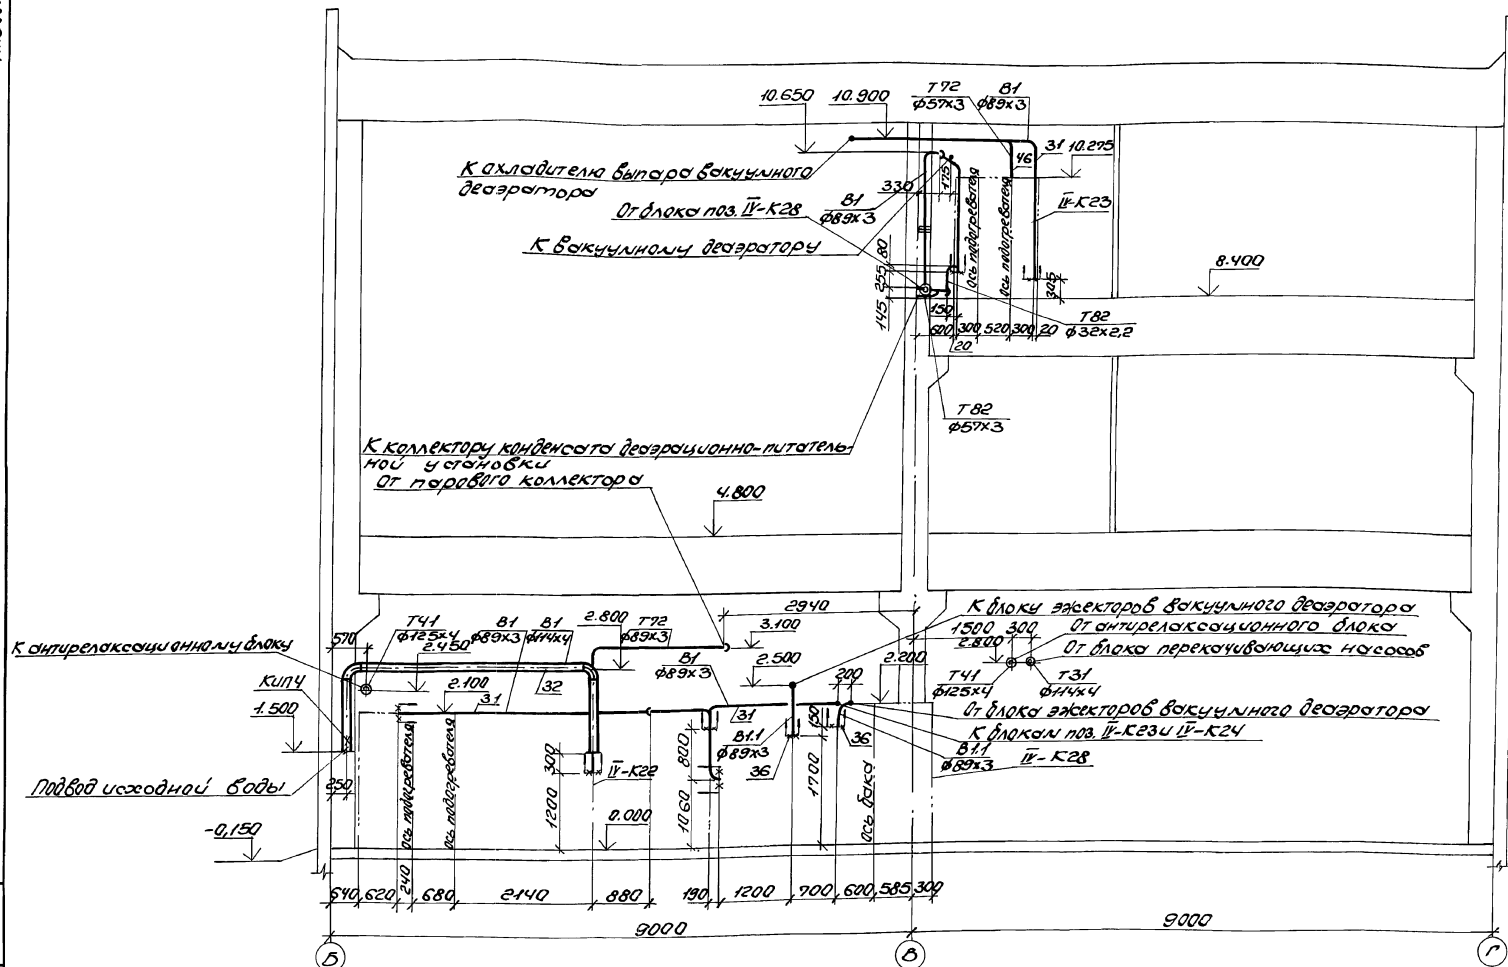 10.650
10.900
Т72
ф57х3
В1
ф89х3
31
10.275
46
К охладителю выпара вакуумного
деаэратора
330
175
В1
ф89х3
От блока поз. IV-К28
IV-К23
К вакуумному деаэратору
Ось подогревателя
Ось подогревателя
8.400
80
255
145
305
150
600
300
520
300
20
20
Т82
ф32х2,2
Т82
ф57х3
К коллектору конденсата деаэрационно-питатель-
ной установки
От парового коллектора
4.800
2940
К блоку эжекторов вакуумного деаэратора
1500
300
От антирелаксационного блока
2.800
От блока перекачивающих насосов
Т41
ф125х4
Т31
ф114х4
570
Т41
ф125х4
В1
ф89х3
В1
ф114х4
2.800
Т72
ф89х3
3.100
К антирелаксационному блоку
2.450
В1
ф89х3
2.500
2.200
200
КИПУ
32
2.100
31
31
1.500
От блока эжекторов вакуумного деаэратора
К блокам поз. IV-К23 и IV-К24
В1.1
ф89х3
36
150
36
В1.1
ф89х3
IV-К28
Подвод исходной воды
250
300
IV-К22
800
1200
1060
1700
Ось подогревателя
Ось подогревателя
Ось бака
0.000
-0,150
640
620
240
680
2140
880
190
1200
700
600
585
300
9000
9000
Б
В
Г